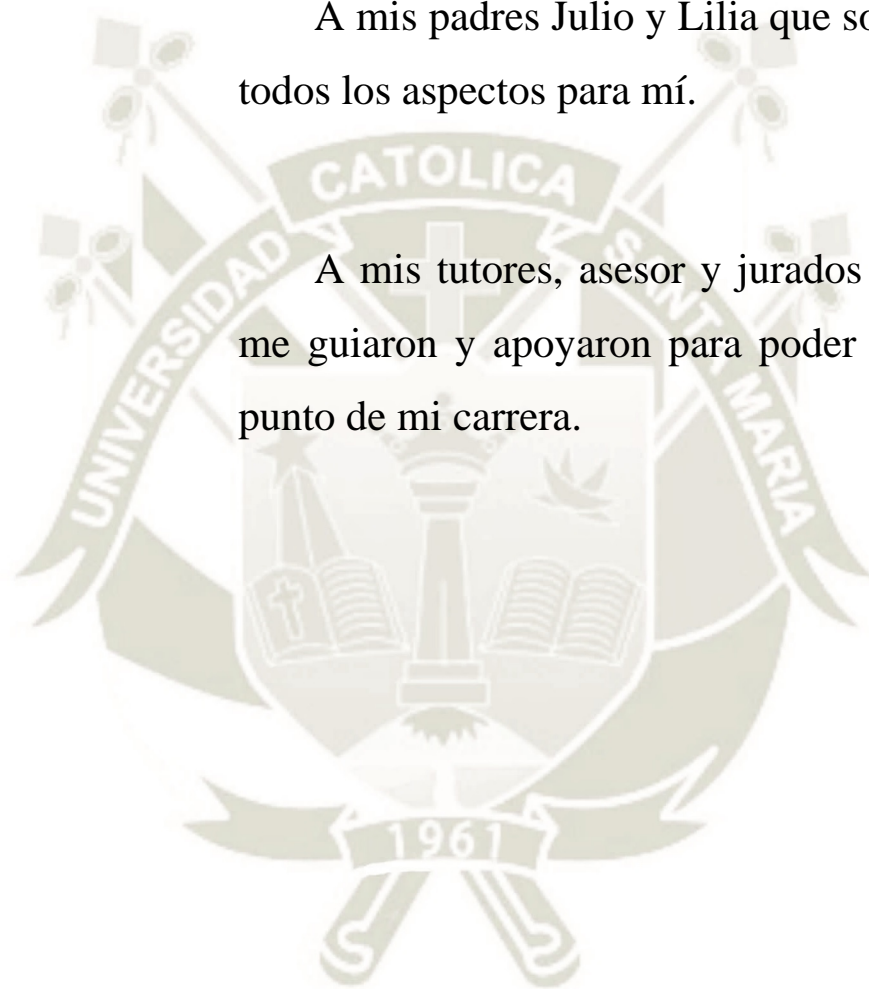 A mis padres Julio y Lilia que
todos los aspectos para mí.
A mis tutores, asesor y jurados
me guiaron y apoyaron para poder
punto de mi carrera.
UNIVERSIDAD CATOLICA SANTA MARIA
1961